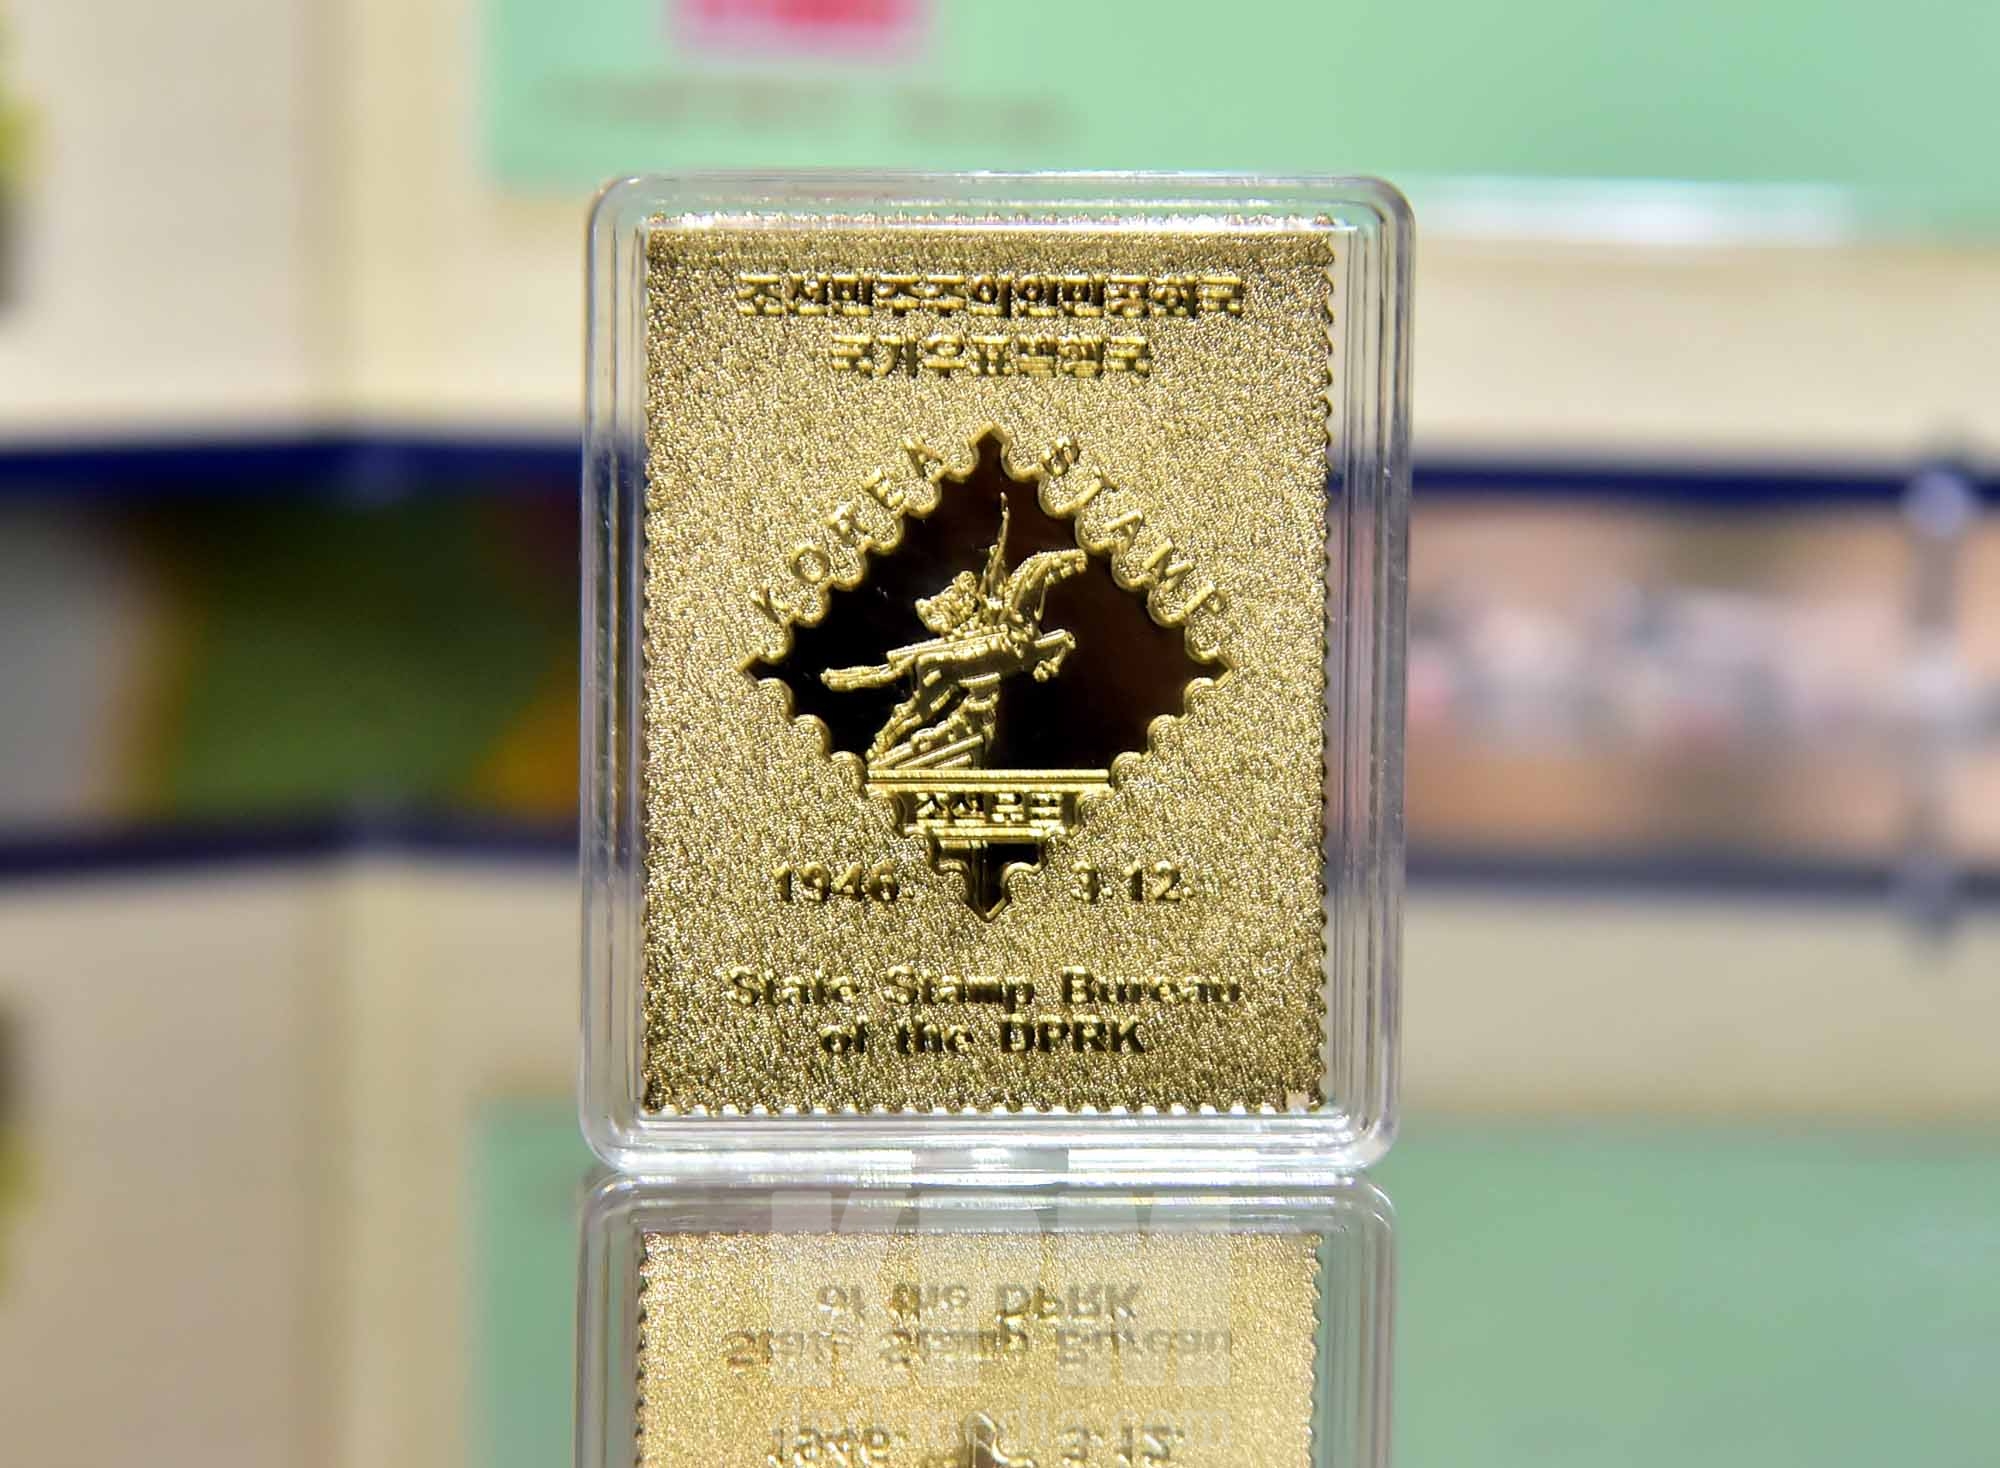 조선민주주의인민공화국
국가우표발행국
KOREA STAMP
조선우표
1946. 3.12.
State Stamp Bureau
of the DPRK